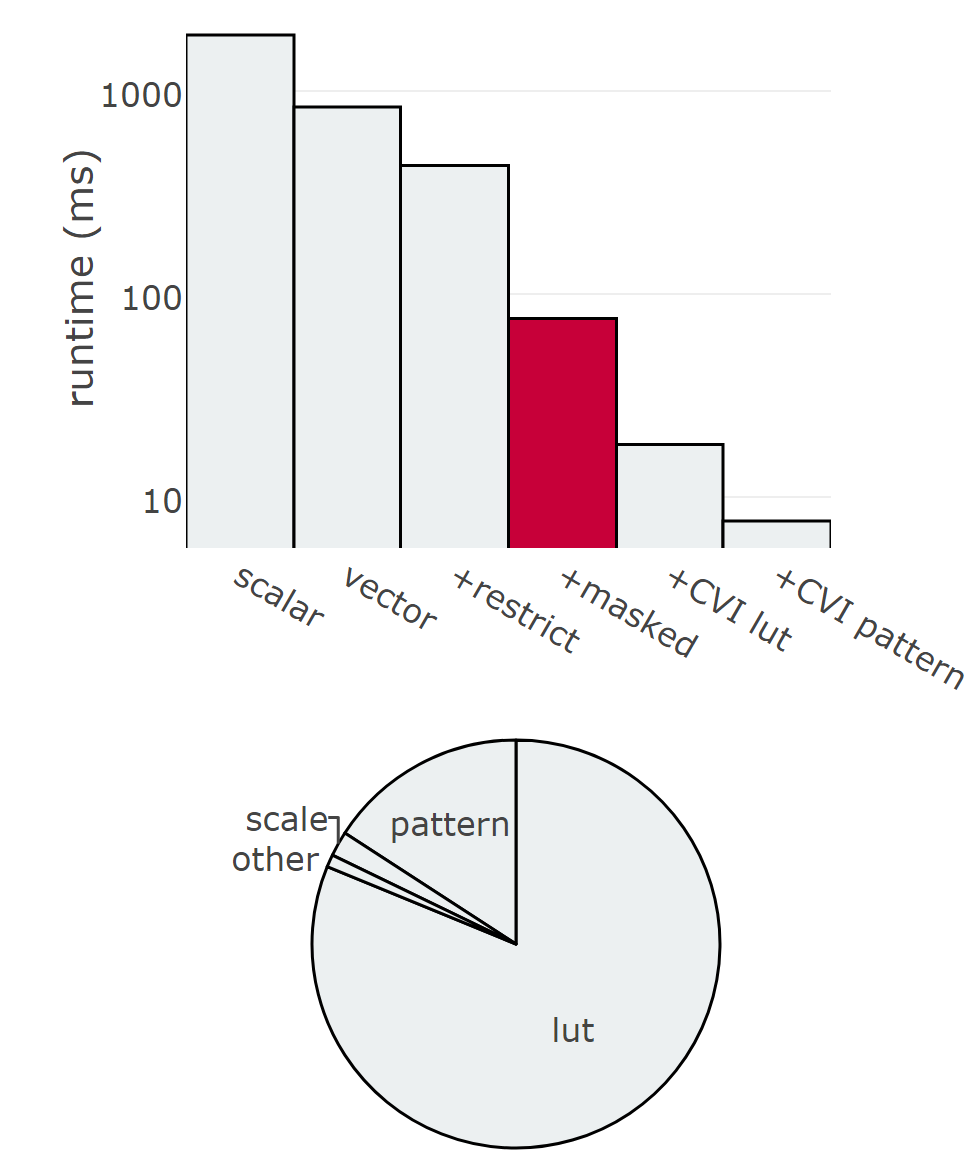 1000
100
10
runtime (ms)
scalar
vector
+restrict
+masked
+CVI lut
+CVI pattern
scale
pattern
other
lut